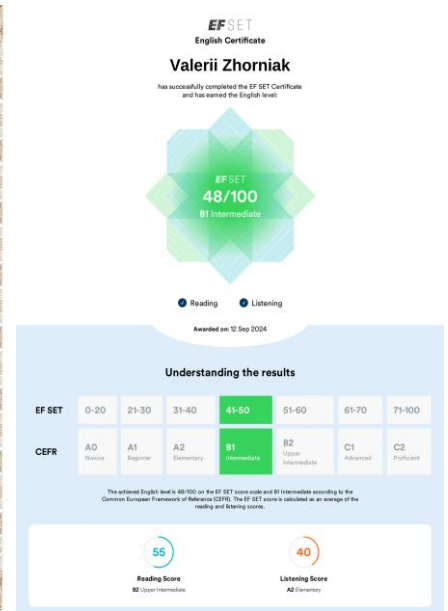 EF SET
English Certificate
Valerii Zhorniak
has successfully completed the EF SET Certificate
and has earned the English level:
EF SET
48/100
B1 Intermediate
Reading Listening
Awarded on: 12 Sep 2024
Understanding the results
EF SET 0-20 21-30 31-40 41-50 51-60 61-70 71-100
CEFR A0 A1 A2 B1 B2 C1 C2
Novice Beginner Elementary Intermediate Upper Intermediate Advanced Proficient
The achieved English level is 48/100 on the EF SET score scale and B1 Intermediate according to the
Common European Framework of Reference (CEFR). The EF SET score is calculated as an average of the
reading and listening scores.
55 40
Reading Score Listening Score
B2 Upper Intermediate A2 Elementary